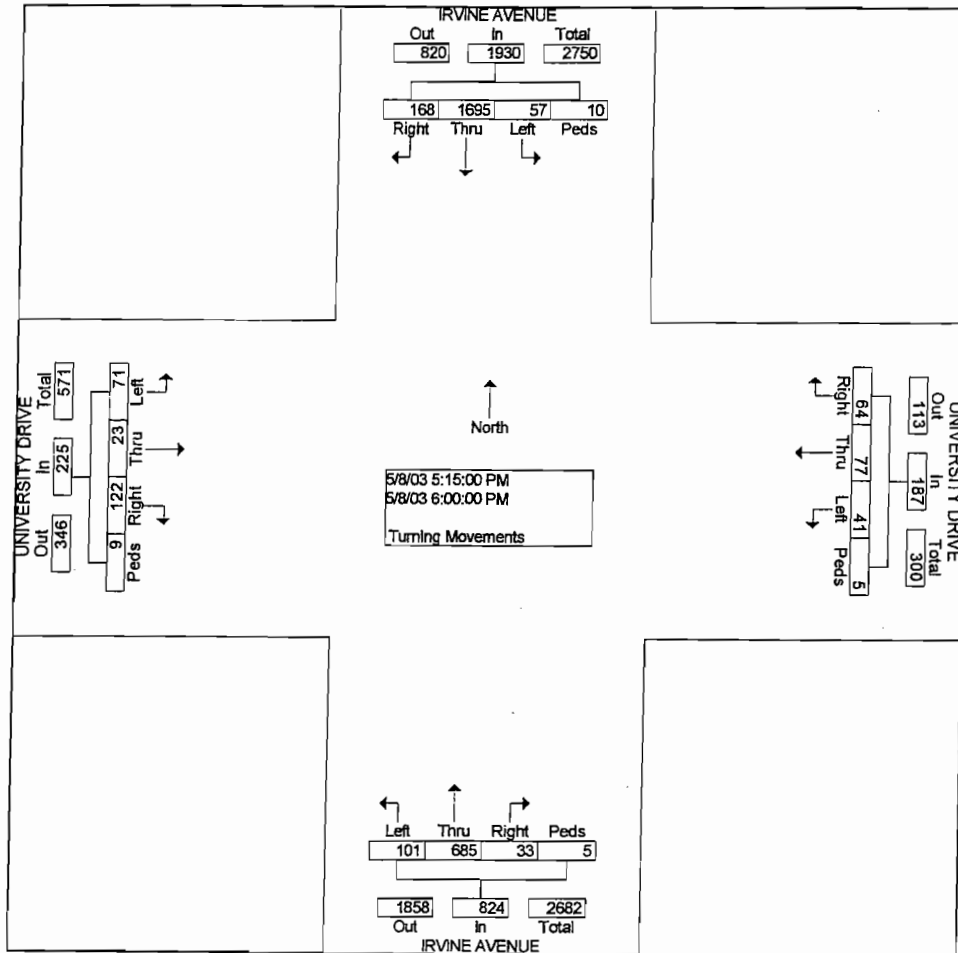 IRVINE AVENUE
Out In Total
820 1930 2750
168 1695 57 10
Right Thru Left Peds
UNIVERSITY DRIVE
Out In Total
346 225 571
9 122 23 71
Peds Right Thru Left
North
5/8/03 5:15:00 PM
5/8/03 6:00:00 PM
Turning Movements
UNIVERSITY DRIVE
Out In Total
113 187 300
64 77 41 5
Right Thru Left Peds
Left Thru Right Peds
101 685 33 5
1858 824 2682
Out In Total
IRVINE AVENUE